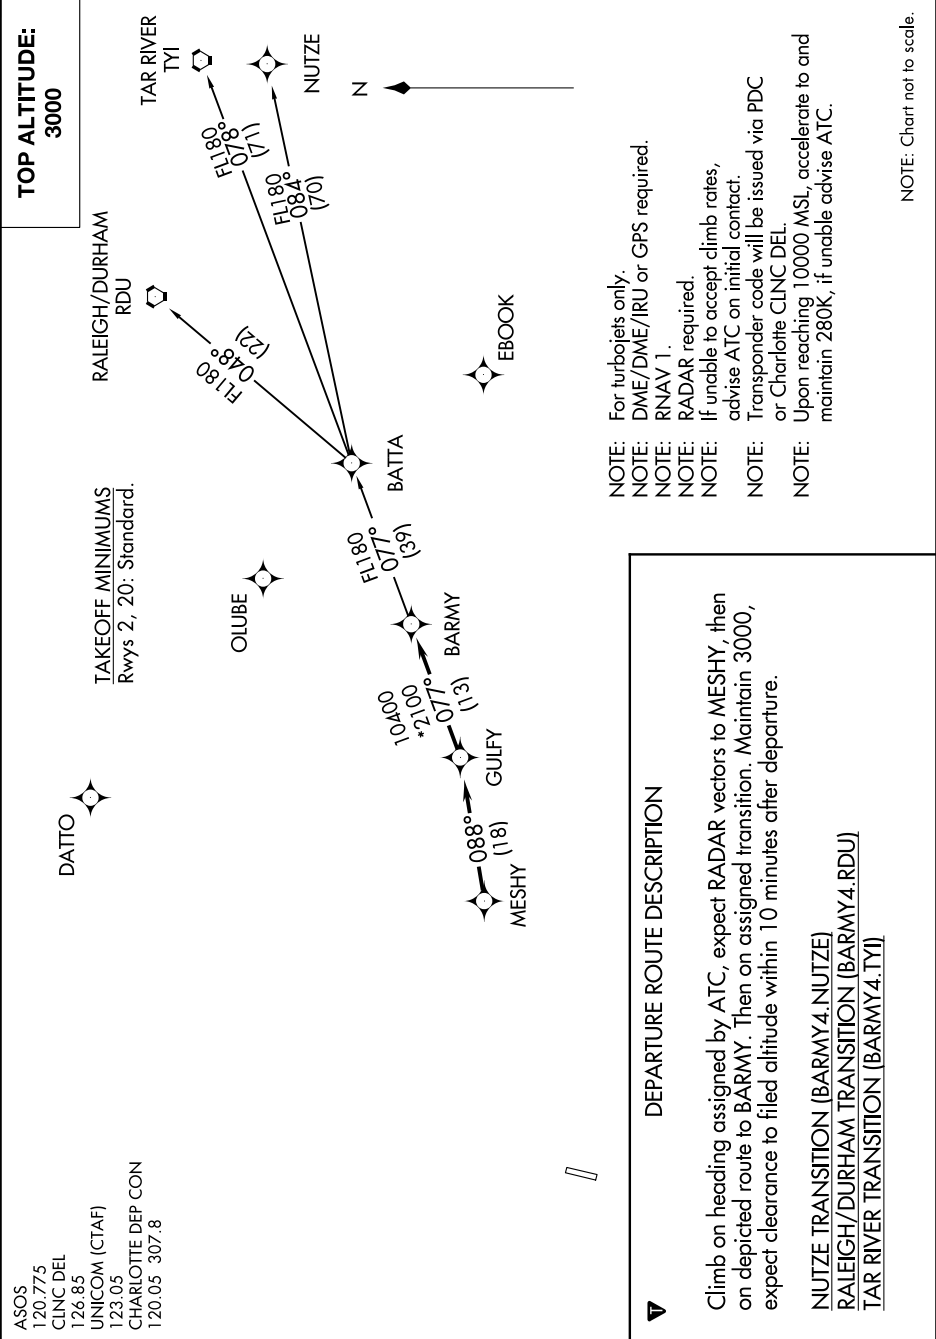 ASOS
120.775
CLNC DEL
126.85
UNICOM (CTAF)
123.05
CHARLOTTE DEP CON
120.05 307.8
TOP ALTITUDE:
3000
TAKEOFF MINIMUMS
Rwys 2, 20: Standard.
RALEIGH/DURHAM
RDU
TAR RIVER
TYI
NUTZE
N
DATTO
OLUBE
FL180
048°
(22)
FL180
078°
(71)
FL180
084°
(70)
BATTA
EBOOK
FL180
077°
(39)
BARMY
10400
*2100
077°
(13)
GULFY
088°
(18)
MESHY
NOTE: For turbojets only.
NOTE: DME/DME/IRU or GPS required.
NOTE: RNAV 1.
NOTE: RADAR required.
NOTE: If unable to accept climb rates,
advise ATC on initial contact.
NOTE: Transponder code will be issued via PDC
or Charlotte CLNC DEL.
NOTE: Upon reaching 10000 MSL, accelerate to and
maintain 280K, if unable advise ATC.
NOTE: Chart not to scale.
T
DEPARTURE ROUTE DESCRIPTION
Climb on heading assigned by ATC, expect RADAR vectors to MESHY, then
on depicted route to BARMY. Then on assigned transition. Maintain 3000,
expect clearance to filed altitude within 10 minutes after departure.
NUTZE TRANSITION (BARMY4.NUTZE)
RALEIGH/DURHAM TRANSITION (BARMY4.RDU)
TAR RIVER TRANSITION (BARMY4.TYI)